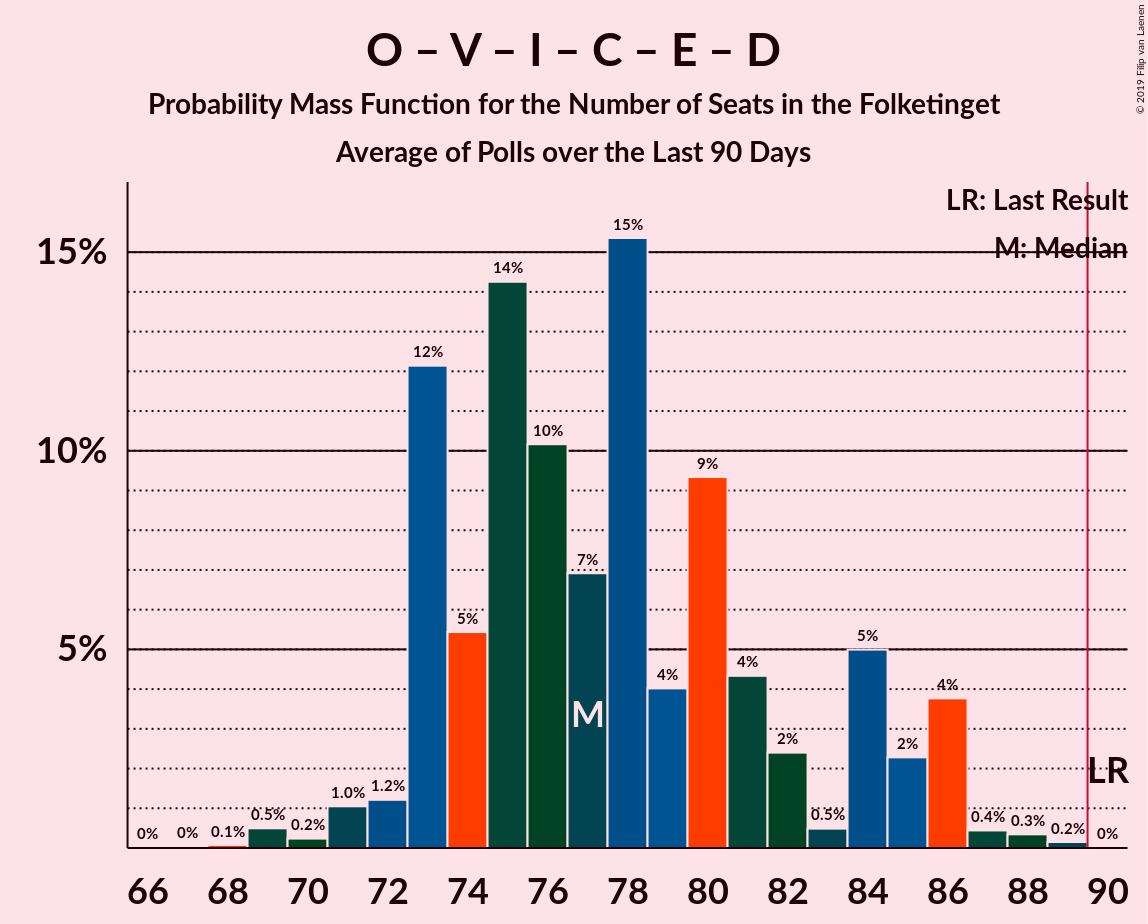 O – V – I – C – E – D
Probability Mass Function for the Number of Seats in the Folketinget
Average of Polls over the Last 90 Days
© 2019 Filip van Laenen
LR: Last Result
M: Median
15%
10%
5%
0% 0% 0.1% 0.5% 0.2% 1.0% 1.2% 12% 5% 14% 10% 7% 15% 4% 9% 4% 2% 0.5% 5% 2% 4% 0.4% 0.3% 0.2% 0%
M
LR
66 68 70 72 74 76 78 80 82 84 86 88 90